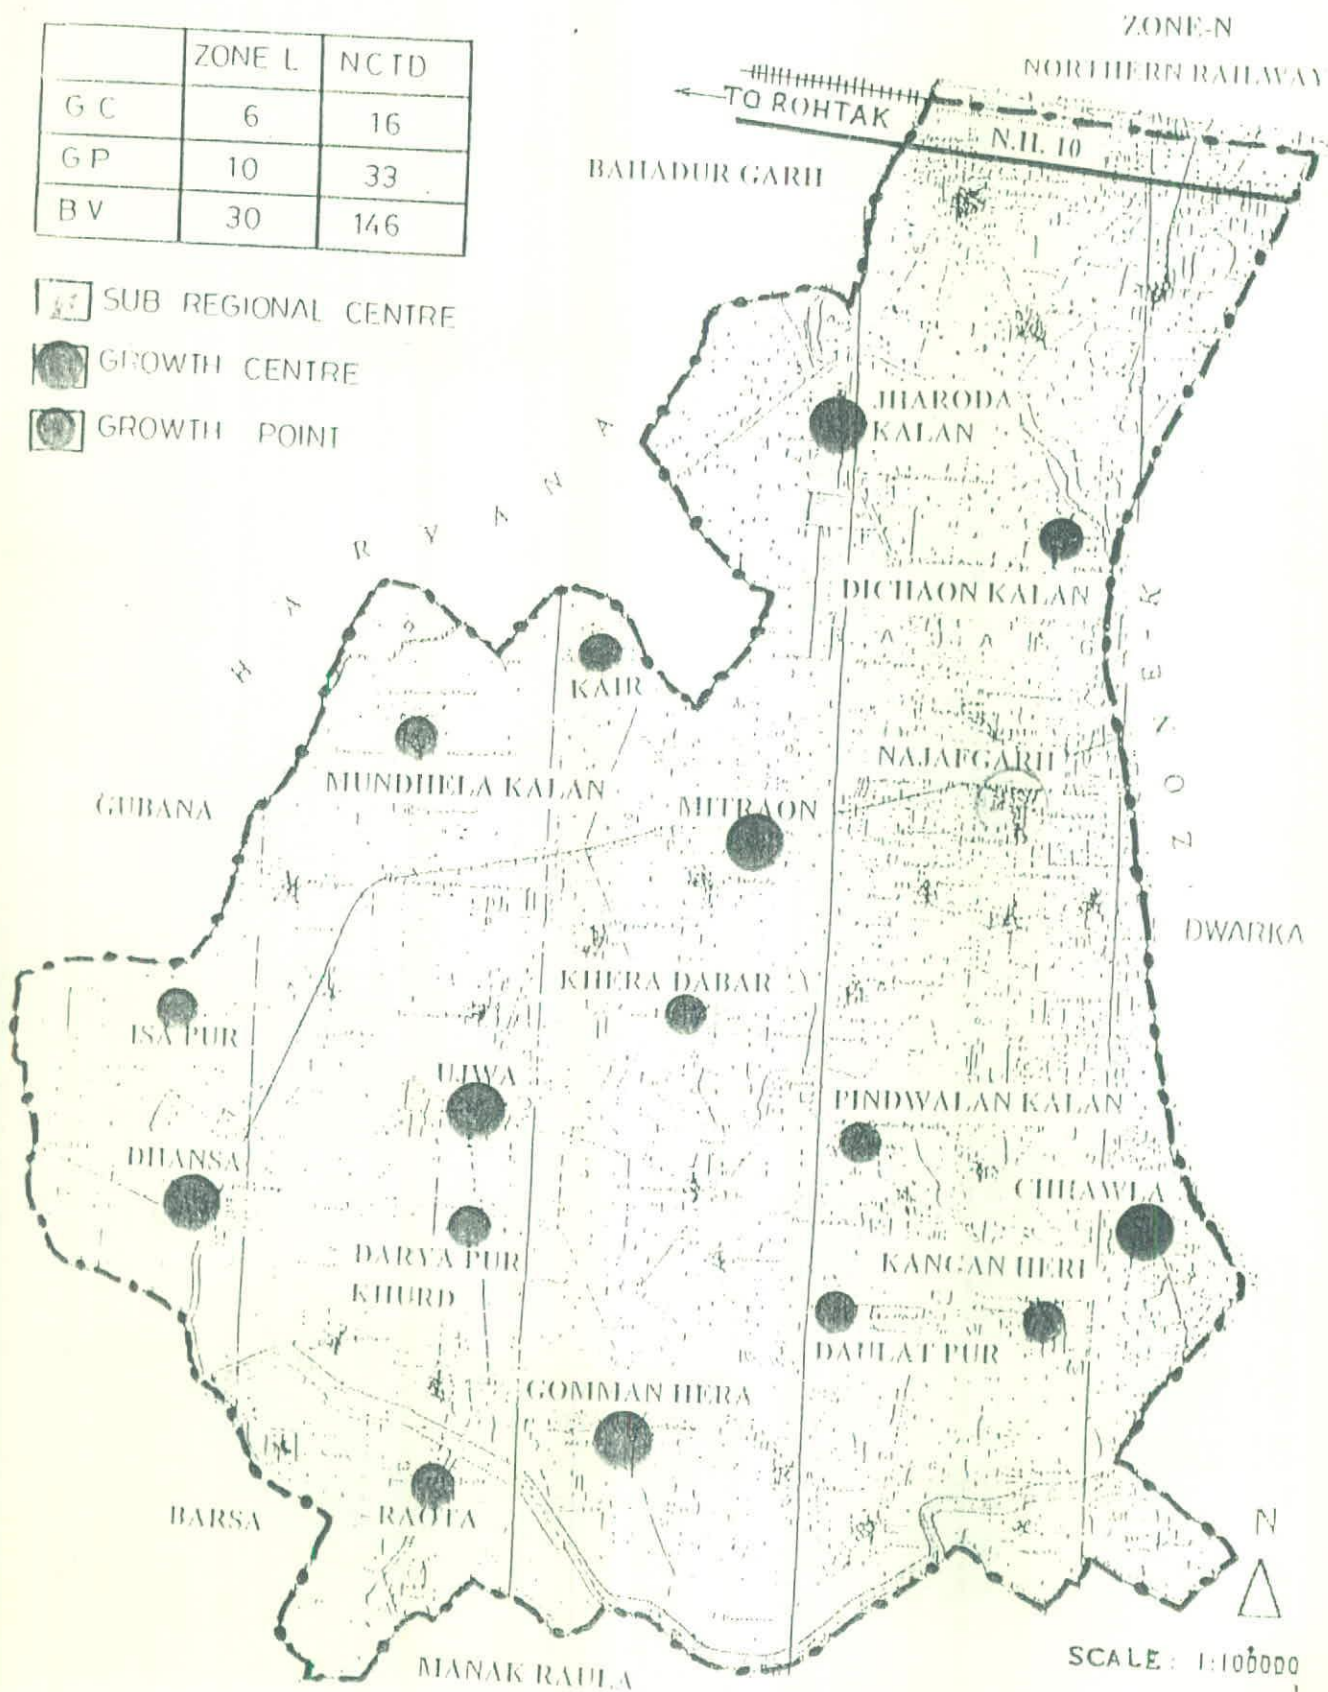 ZONE-N
NORTHERN RAILWAY
ZONE L NCTD
G C 6 16
G P 10 33
B V 30 146
TO ROHTAK
N.H. 10
BAHADUR GARH
SUB REGIONAL CENTRE
GROWTH CENTRE
GROWTH POINT
HARYANA
JHARODA
KALAN
DICHAON KALAN
ZONE-K
KAIR
MUNDHELA KALAN
NAJAFGARH
GUBANA
MITRAON
DWARKA
KHERA DABAR
ISA PUR
UJWA
PINDWALAN KALAN
DHANSA
CHHAWLA
DARYA PUR
KHURD
KANGAN HERI
DAULAT PUR
GOMMAN HERA
BARSA
RAOTA
N
MANAK RAULA
SCALE: 1:100000